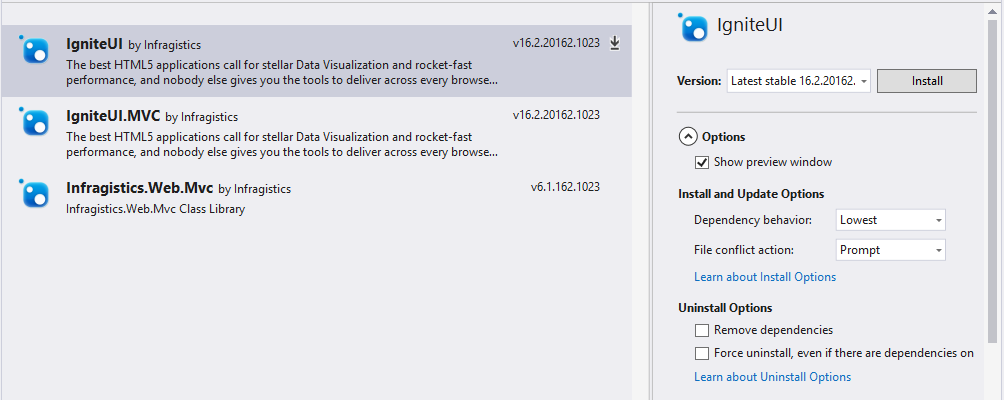 IgniteUI by Infragistics v16.2.20162.1023
The best HTML5 applications call for stellar Data Visualization and rocket-fast
performance, and nobody else gives you the tools to deliver across every browse...
IgniteUI.MVC by Infragistics v16.2.20162.1023
The best HTML5 applications call for stellar Data Visualization and rocket-fast
performance, and nobody else gives you the tools to deliver across every browse...
Infragistics.Web.Mvc by Infragistics v6.1.162.1023
Infragistics.Web.Mvc Class Library
IgniteUI
Version: Latest stable 16.2.20162. Install
Options
Show preview window
Install and Update Options
Dependency behavior: Lowest
File conflict action: Prompt
Learn about Install Options
Uninstall Options
Remove dependencies
Force uninstall, even if there are dependencies on
Learn about Uninstall Options